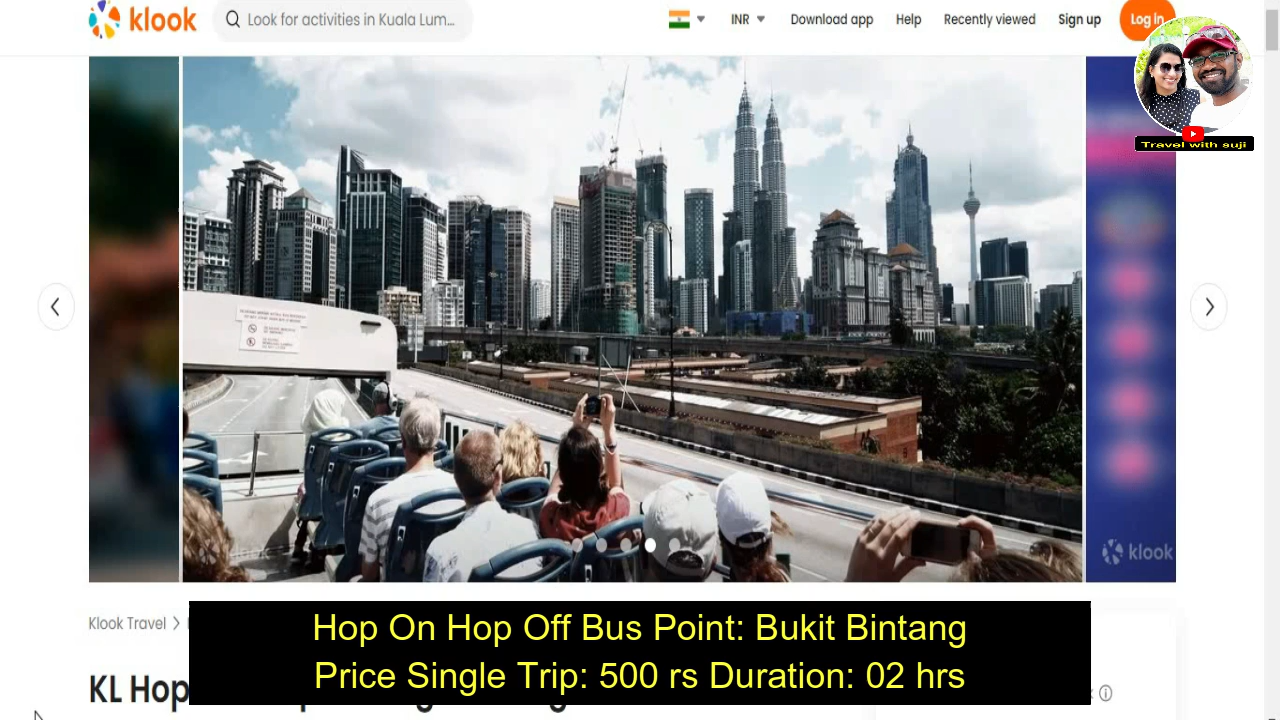 klook
Look for activities in Kuala Lum...
INR
Download app
Help
Recently viewed
Sign up
Log in
Travel with suji
klook
Klook Travel >
Hop On Hop Off Bus Point: Bukit Bintang
Price Single Trip: 500 rs Duration: 02 hrs
KL Hop